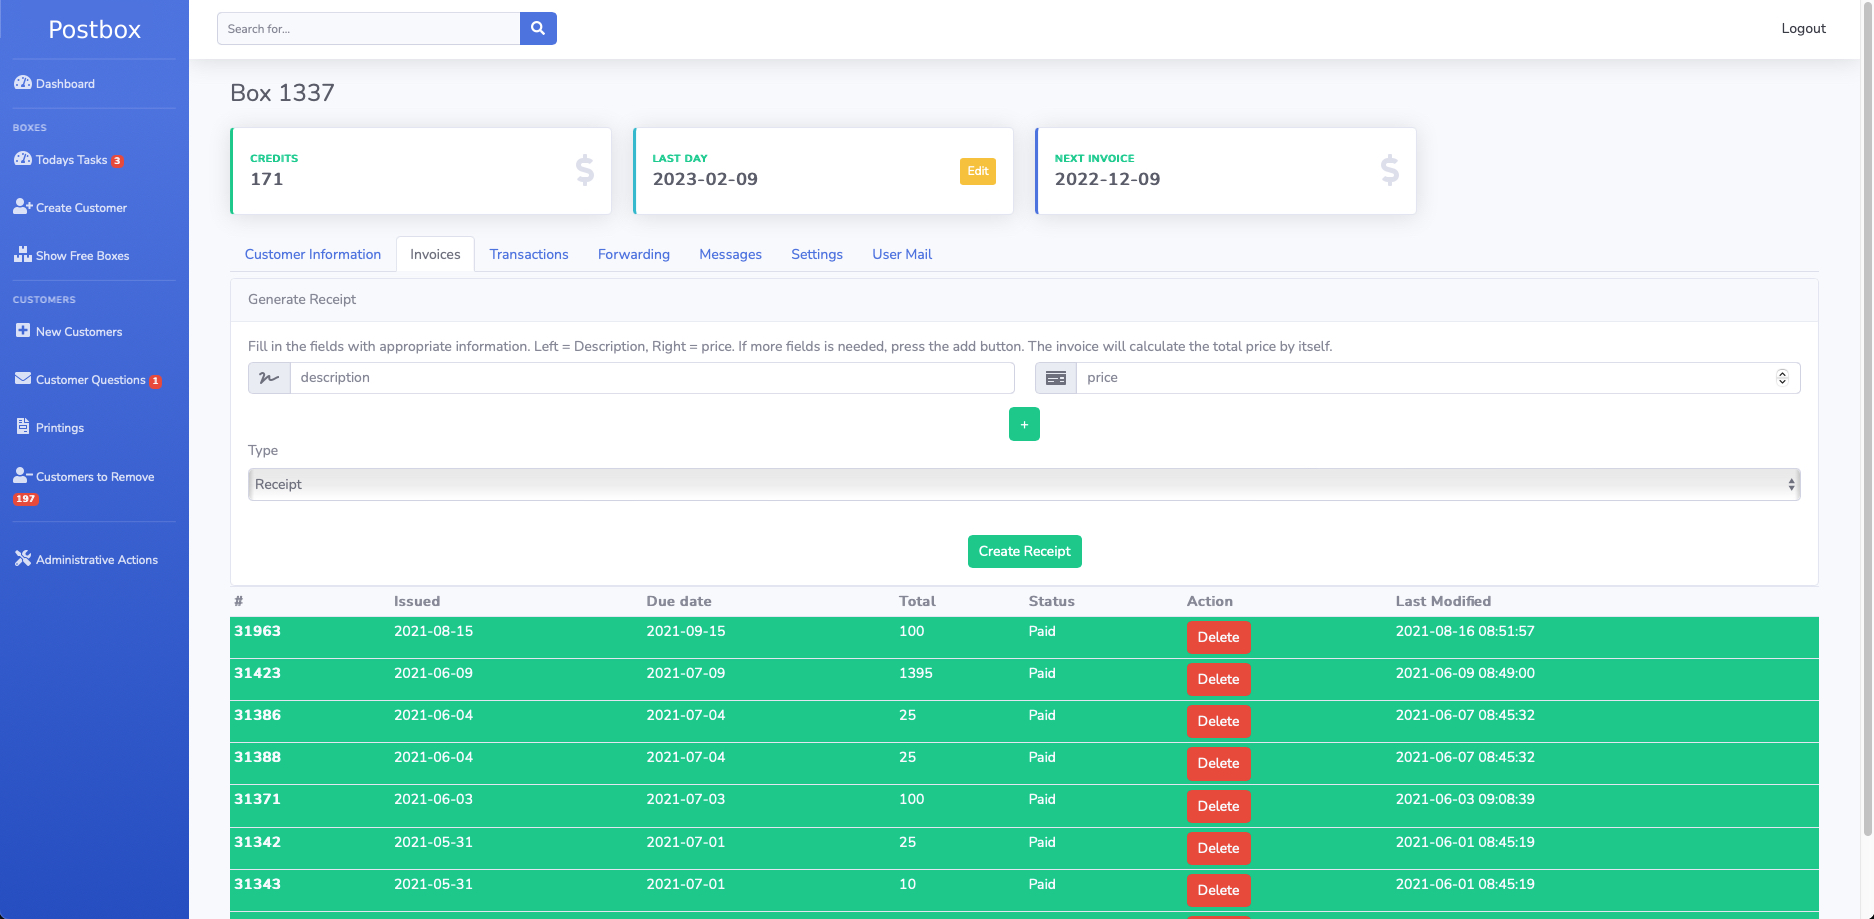 Postbox
Search for...
Logout
Dashboard
BOXES
Todays Tasks 3
Create Customer
Show Free Boxes
CUSTOMERS
New Customers
Customer Questions 1
Printings
Customers to Remove
197
Administrative Actions
Box 1337
CREDITS
171
$
LAST DAY
2023-02-09
Edit
NEXT INVOICE
2022-12-09
$
Customer Information Invoices Transactions Forwarding Messages Settings User Mail
Generate Receipt
Fill in the fields with appropriate information. Left = Description, Right = price. If more fields is needed, press the add button. The invoice will calculate the total price by itself.
description price
+
Type
Receipt
Create Receipt
# Issued Due date Total Status Action Last Modified
31963 2021-08-15 2021-09-15 100 Paid Delete 2021-08-16 08:51:57
31423 2021-06-09 2021-07-09 1395 Paid Delete 2021-06-09 08:49:00
31386 2021-06-04 2021-07-04 25 Paid Delete 2021-06-07 08:45:32
31388 2021-06-04 2021-07-04 25 Paid Delete 2021-06-07 08:45:32
31371 2021-06-03 2021-07-03 100 Paid Delete 2021-06-03 09:08:39
31342 2021-05-31 2021-07-01 25 Paid Delete 2021-06-01 08:45:19
31343 2021-05-31 2021-07-01 10 Paid Delete 2021-06-01 08:45:19